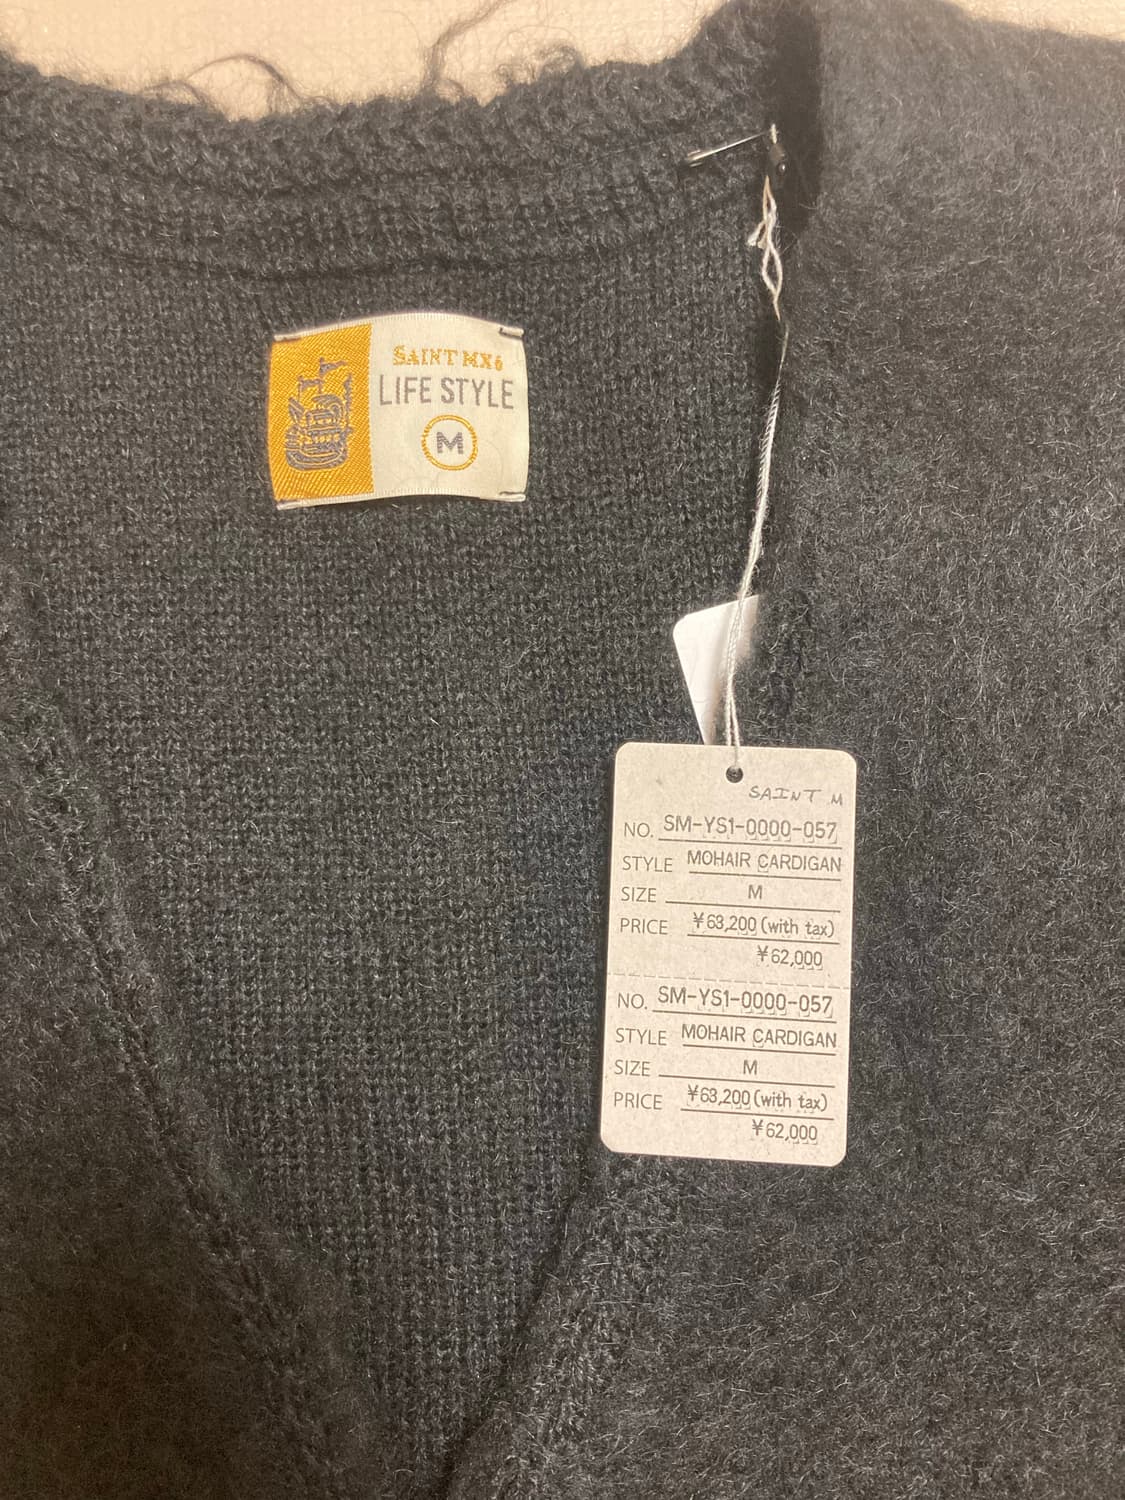 SAINT MX6
LIFE STYLE
M
SAINT M
NO. SM-YS1-0000-057
STYLE MOHAIR CARDIGAN
SIZE M
PRICE ¥63,200 (with tax)
¥62,000
NO. SM-YS1-0000-057
STYLE MOHAIR CARDIGAN
SIZE M
PRICE ¥63,200 (with tax)
¥62,000